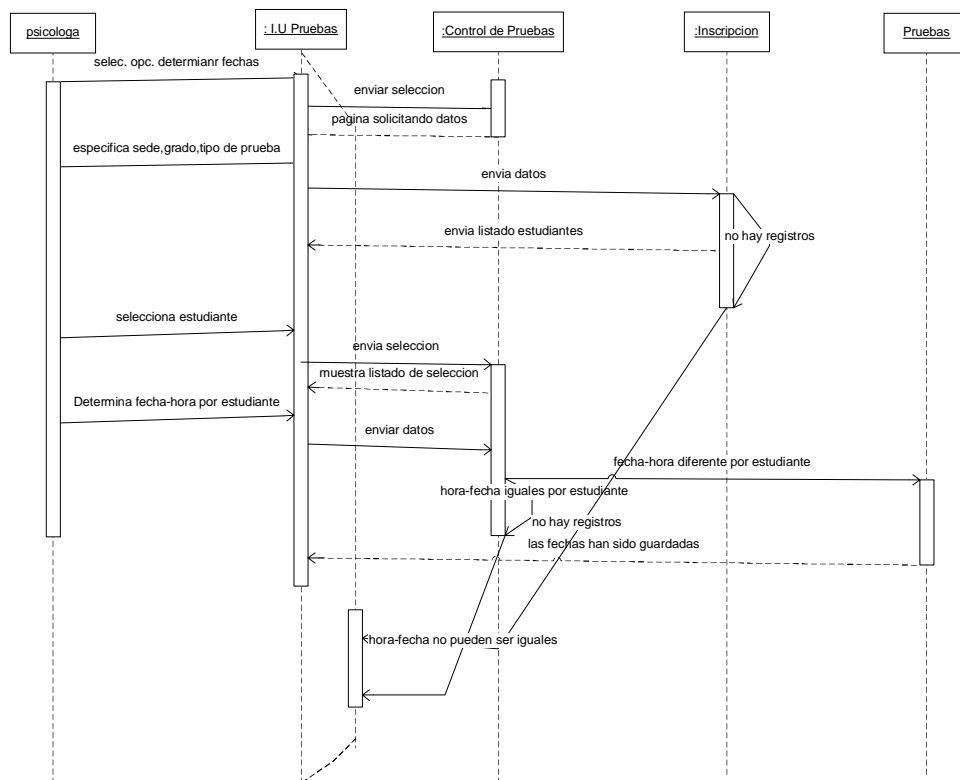 psicologa
: I.U Pruebas
:Control de Pruebas
:Inscripcion
Pruebas
selec. opc. determianr fechas
enviar seleccion
pagina solicitando datos
especifica sede,grado,tipo de prueba
envia datos
envia listado estudiantes
no hay registros
selecciona estudiante
envia seleccion
muestra listado de seleccion
Determina fecha-hora por estudiante
enviar datos
fecha-hora diferente por estudiante
hora-fecha iguales por estudiante
no hay registros
las fechas han sido guardadas
hora-fecha no pueden ser iguales